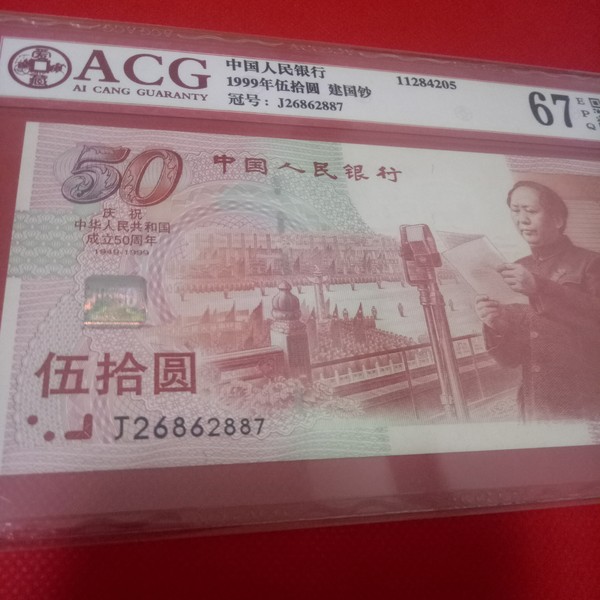 ACG
AI CANG GUARANTY
中国人民银行
1999年伍拾圆 建国钞
冠号: J26862887
11284205
67
EPQ
50
中国人民银行
庆祝
中华人民共和国
成立50周年
1949-1999
伍拾圆
J26862887